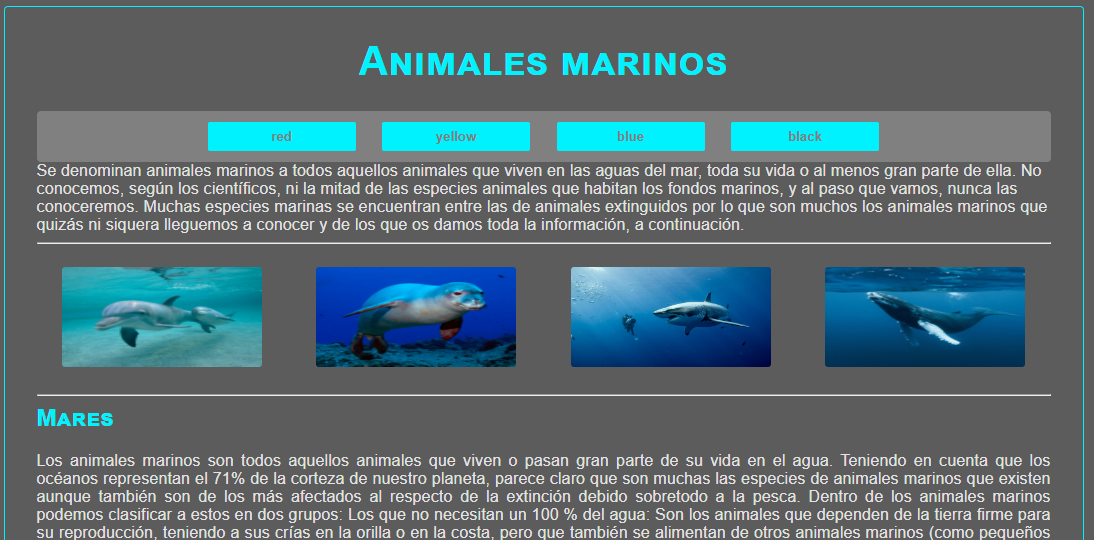 Animales marinos
red yellow blue black
Se denominan animales marinos a todos aquellos animales que viven en las aguas del mar, toda su vida o al menos gran parte de ella. No
conocemos, según los científicos, ni la mitad de las especies animales que habitan los fondos marinos, y al paso que vamos, nunca las
conoceremos. Muchas especies marinas se encuentran entre las de animales extinguidos por lo que son muchos los animales marinos que
quizás ni siquera lleguemos a conocer y de los que os damos toda la información, a continuación.
Mares
Los animales marinos son todos aquellos animales que viven o pasan gran parte de su vida en el agua. Teniendo en cuenta que los
océanos representan el 71% de la corteza de nuestro planeta, parece claro que son muchas las especies de animales marinos que existen
aunque también son de los más afectados al respecto de la extinción debido sobretodo a la pesca. Dentro de los animales marinos
podemos clasificar a estos en dos grupos: Los que no necesitan un 100 % del agua: Son los animales que dependen de la tierra firme para
su reproducción, teniendo a sus crías en la orilla o en la costa, pero que también se alimentan de otros animales marinos (como pequeños